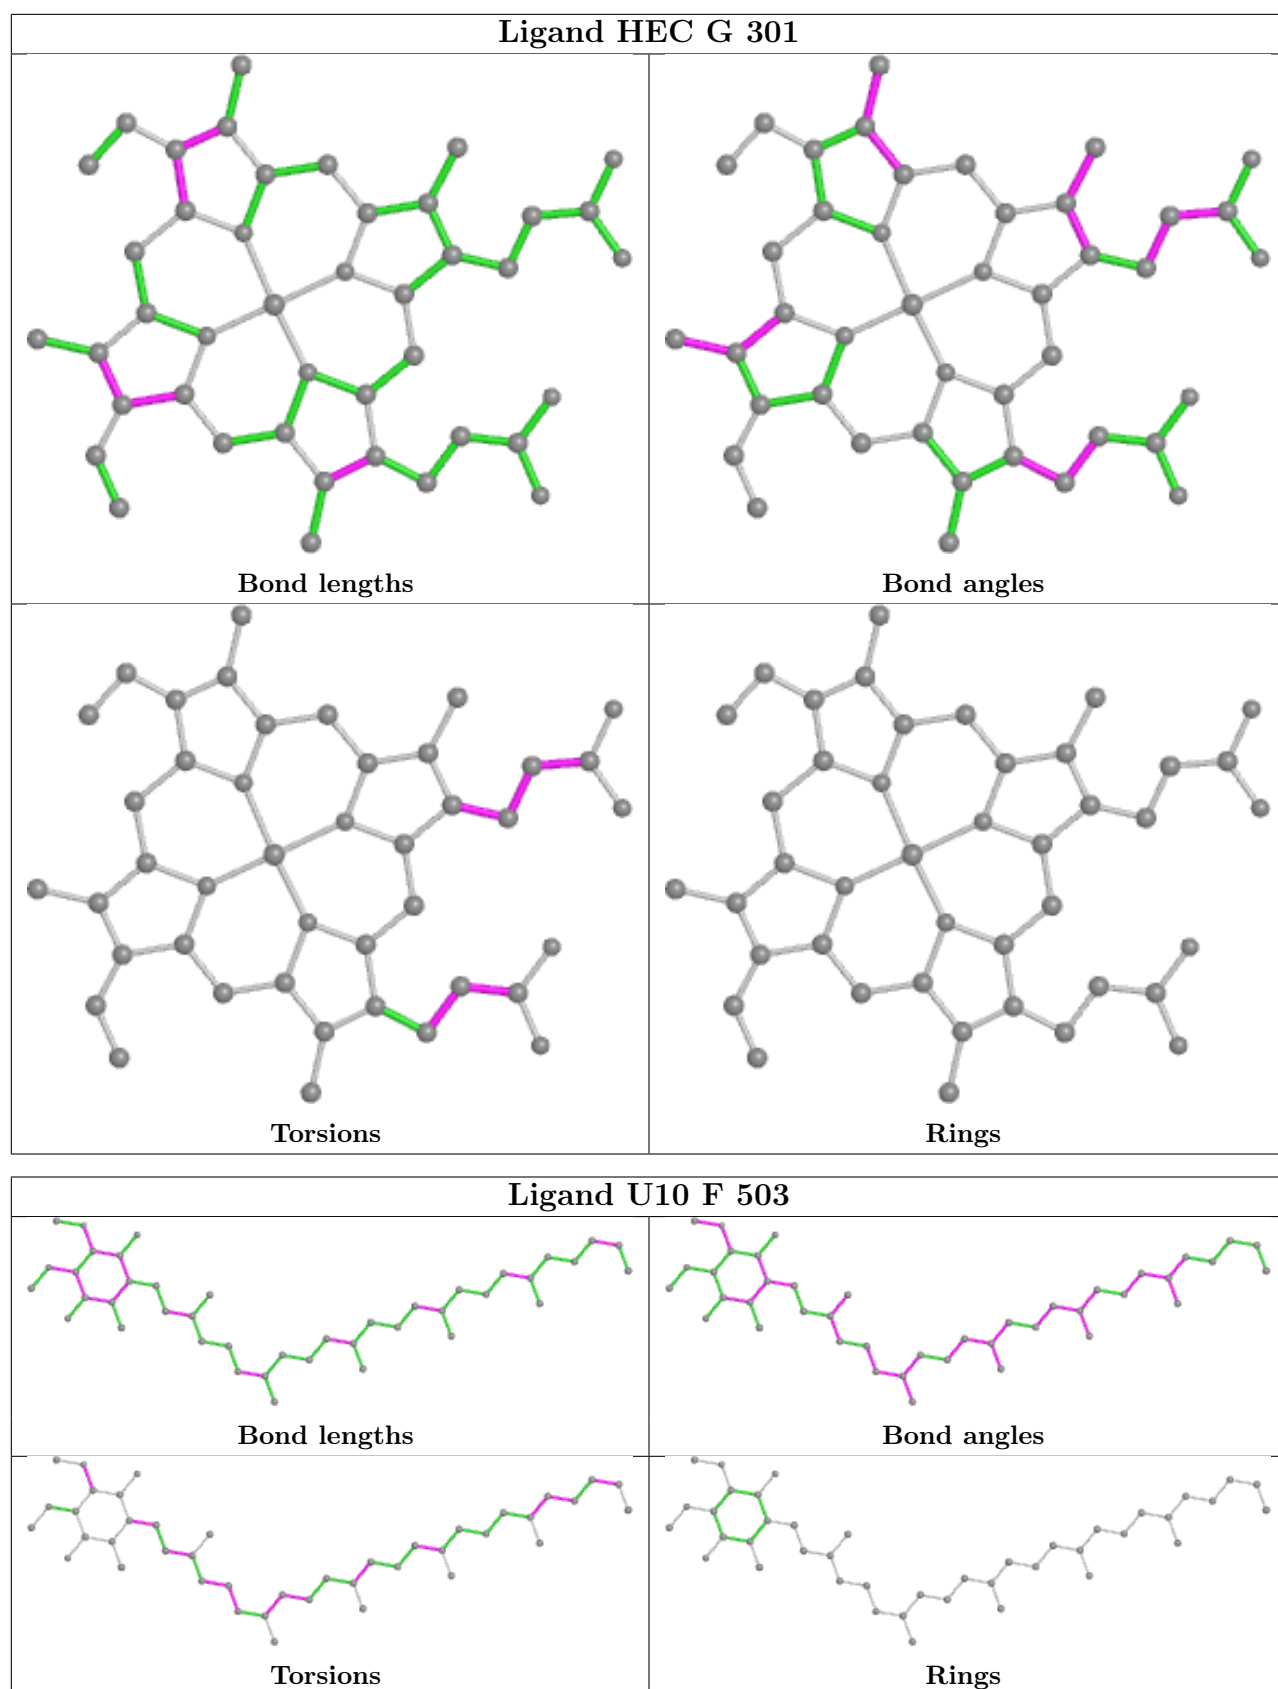 Ligand HEC G 301
Bond lengths
Bond angles
Torsions
Rings
Ligand U10 F 503
Bond lengths
Bond angles
Torsions
Rings